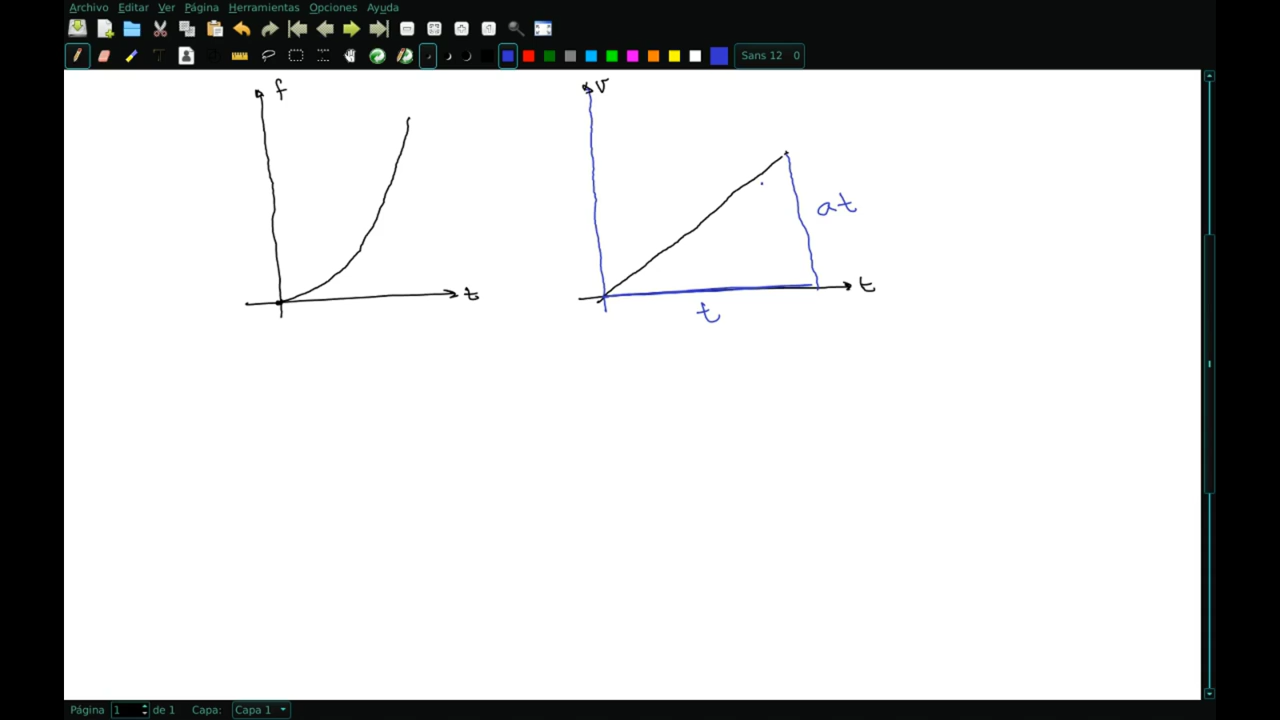 Archivo Editar Ver Página Herramientas Opciones Ayuda
Sans 12 0
f
t
v
at
t
t
Página 1 de 1 Capa: Capa 1